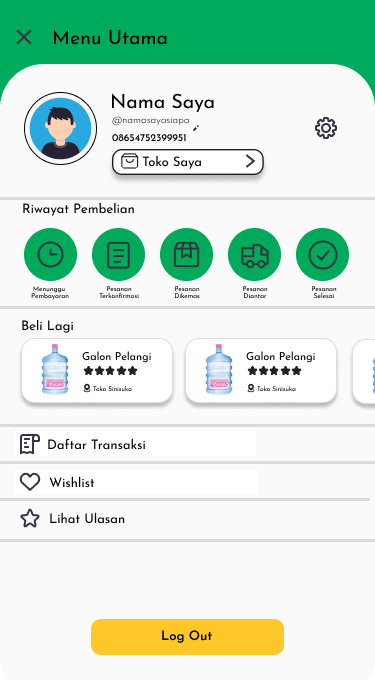 Menu Utama
Nama Saya
@namasayasiapa
08654752399951
Toko Saya
Riwayat Pembelian
Menunggu
Pembayaran
Pesanan
Terkonfirmasi
Pesanan
Dikemas
Pesanan
Diantar
Pesanan
Selesai
Beli Lagi
Galon Pelangi
Toko Sinisuka
Galon Pelangi
Toko Sinisuka
Daftar Transaksi
Wishlist
Lihat Ulasan
Log Out